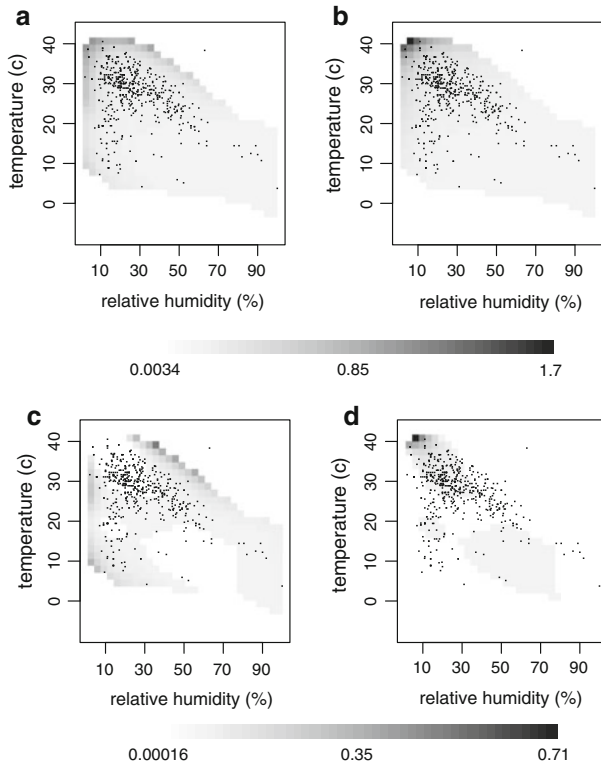 a
b
temperature (c)
0 10 20 30 40
10 30 50 70 90
relative humidity (%)
temperature (c)
0 10 20 30 40
10 30 50 70 90
relative humidity (%)
0.0034 0.85 1.7
c
d
temperature (c)
0 10 20 30 40
10 30 50 70 90
relative humidity (%)
temperature (c)
0 10 20 30 40
10 30 50 70 90
relative humidity (%)
0.00016 0.35 0.71